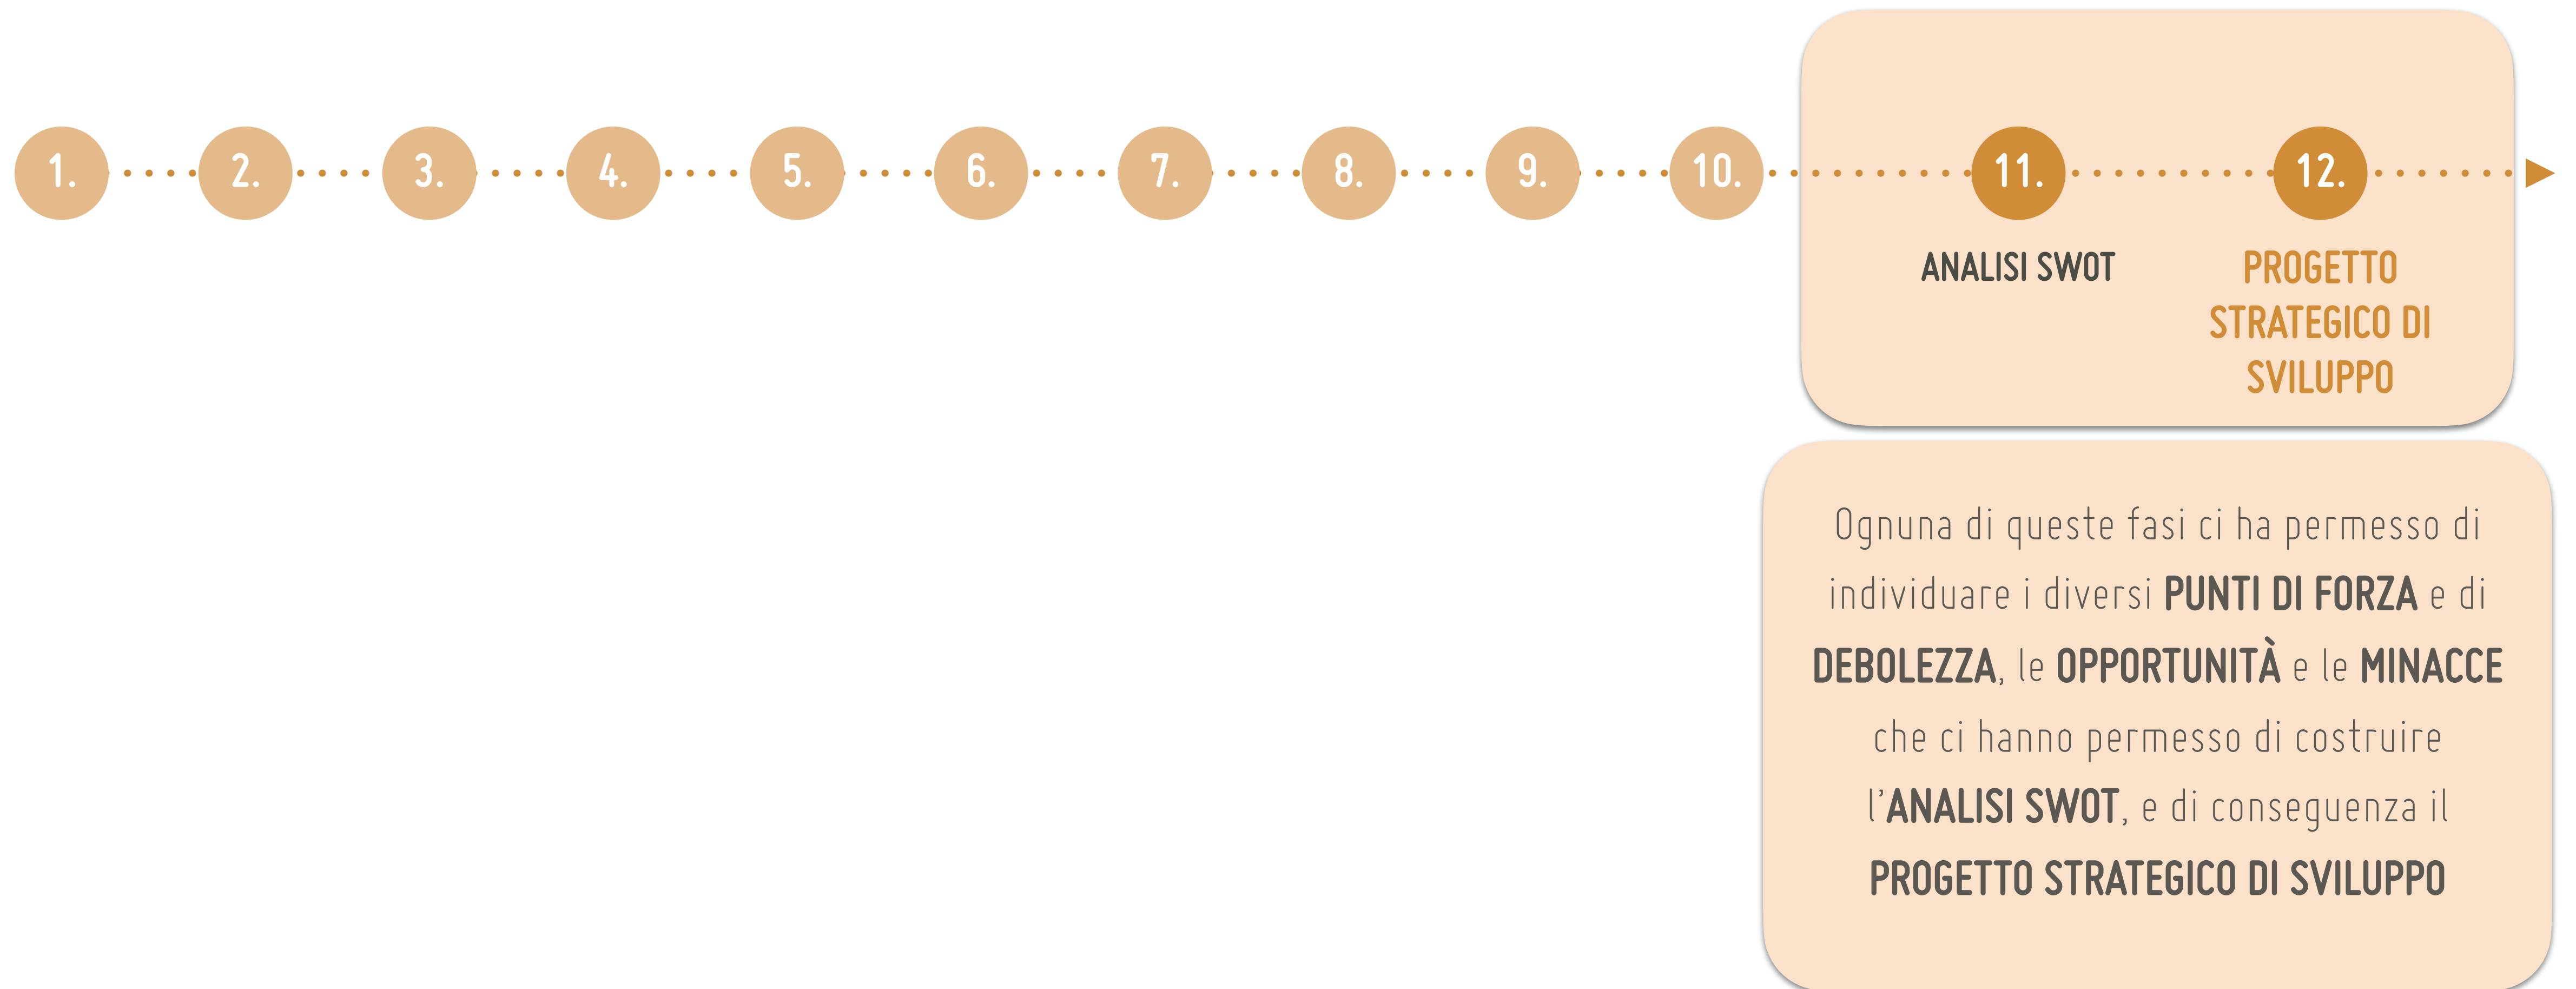 1. 2. 3. 4. 5. 6. 7. 8. 9. 10. 11. 12.
ANALISI SWOT
PROGETTO
STRATEGICO DI
SVILUPPO
Ognuna di queste fasi ci ha permesso di
individuare i diversi PUNTI DI FORZA e di
DEBOLEZZA, le OPPORTUNITÀ e le MINACCE
che ci hanno permesso di costruire
l'ANALISI SWOT, e di conseguenza il
PROGETTO STRATEGICO DI SVILUPPO